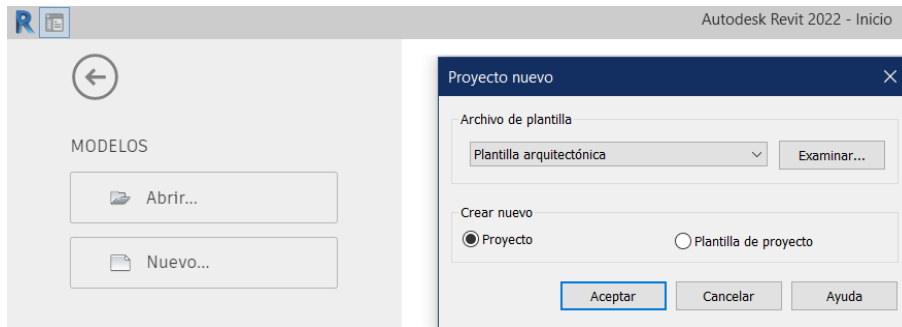 Autodesk Revit 2022 - Inicio
MODELOS
Abrir...
Nuevo...
Proyecto nuevo
Archivo de plantilla
Plantilla arquitectónica
Examinar...
Crear nuevo
Proyecto
Plantilla de proyecto
Aceptar
Cancelar
Ayuda